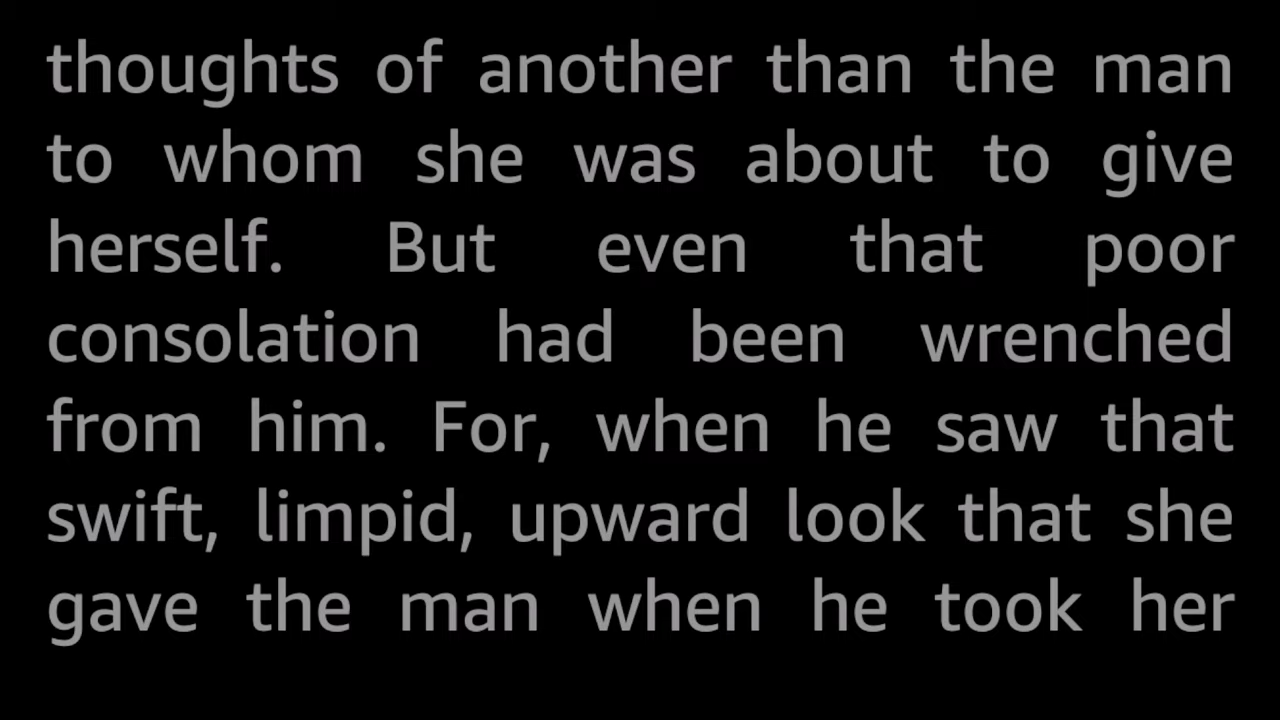 thoughts of another than the man
to whom she was about to give
herself. But even that poor
consolation had been wrenched
from him. For, when he saw that
swift, limpid, upward look that she
gave the man when he took her